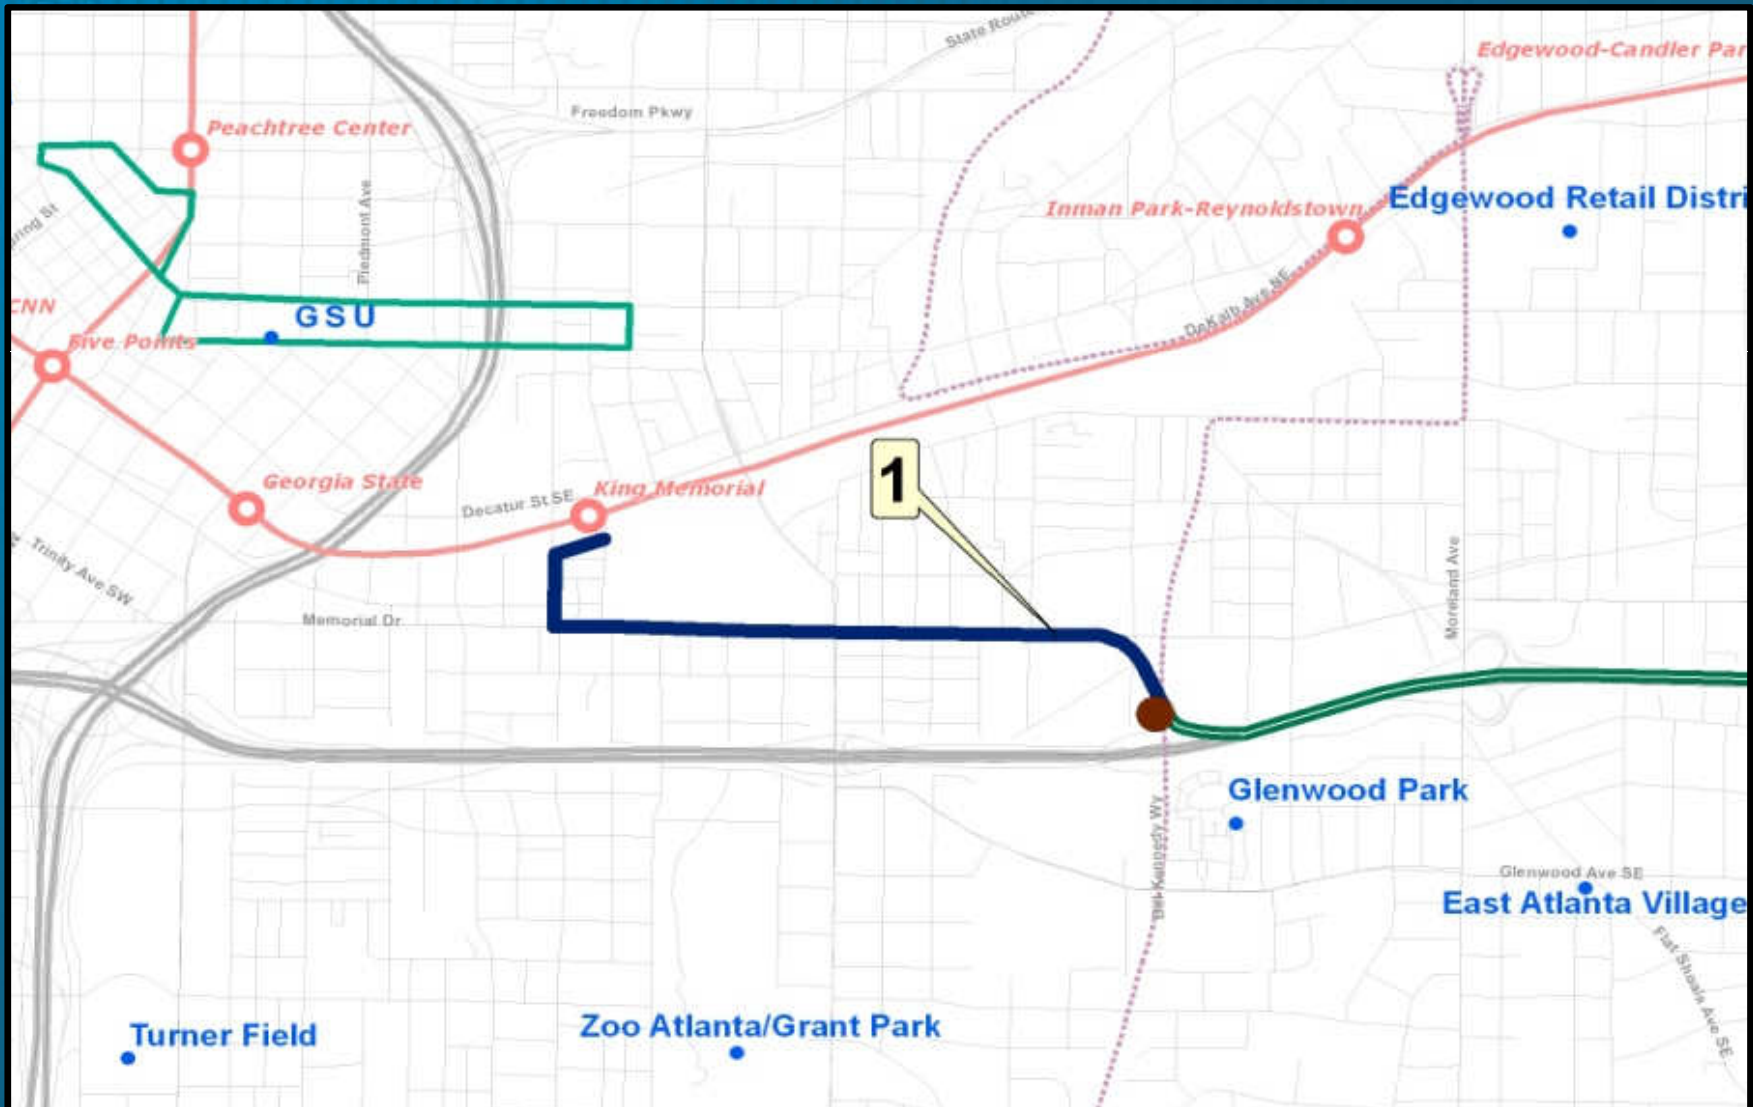 State Route
Edgewood-Candler Par
Freedom Pkwy
Peachtree Center
Piedmont Ave
Edgewood Retail Distri
Inman Park-Reynoldstown
ring St
DeKalb Ave NE
CNN
GSU
Five Points
1
Georgia State
King Memorial
Decatur St SE
Trinity Ave SW
Memorial Dr
Moreland Ave
Glenwood Park
Bill Kennedy Wy
Glenwood Ave SE
East Atlanta Village
Flat Shoals Ave SE
Turner Field
Zoo Atlanta/Grant Park